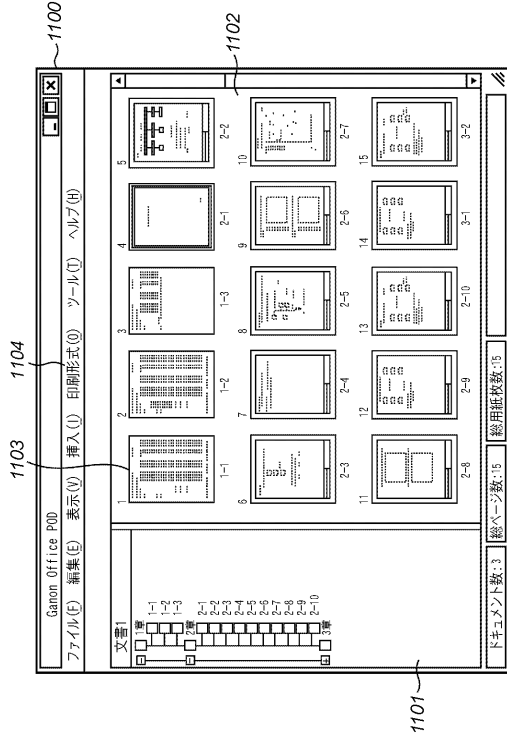 1100
Ganon Office POD
1104
ファイル(F) 編集(E) 表示(V) 挿入(I) 印刷形式(O) ツール(T) ヘルプ(H)
1103
1102
文書1
1章
1-1
1-2
1-3
2章
2-1
2-2
2-3
2-4
2-5
2-6
2-7
2-8
2-9
2-10
3章
1101
1 2 3 4 5
1-1 1-2 1-3 2-1 2-2
6 7 8 9 10
2-3 2-4 2-5 2-6 2-7
11 12 13 14 15
2-8 2-9 2-10 3-1 3-2
ドキュメント数:3 総ページ数:15 総用紙枚数:15